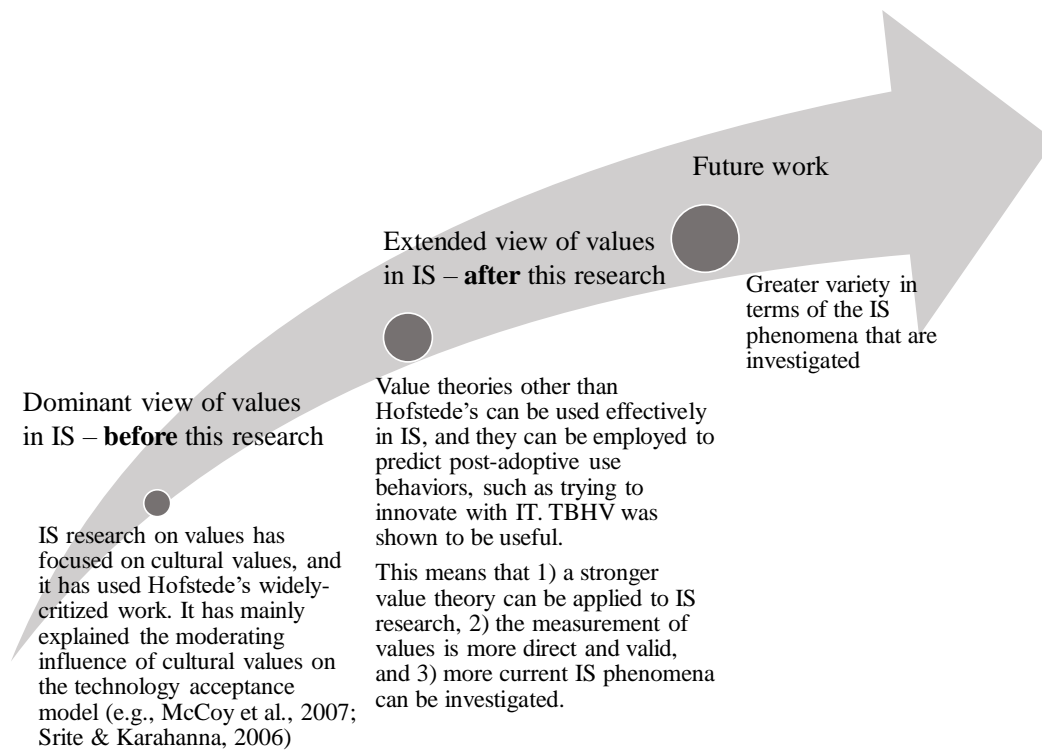 Future work
Extended view of values
in IS – after this research
Greater variety in
terms of the IS
phenomena that are
investigated
Dominant view of values
in IS – before this research
Value theories other than
Hofstede’s can be used effectively
in IS, and they can be employed to
predict post-adoptive use
behaviors, such as trying to
innovate with IT. TBHV was
shown to be useful.
This means that 1) a stronger
value theory can be applied to IS
research, 2) the measurement of
values is more direct and valid,
and 3) more current IS phenomena
can be investigated.
IS research on values has
focused on cultural values, and
it has used Hofstede’s widely-
critized work. It has mainly
explained the moderating
influence of cultural values on
the technology acceptance
model (e.g., McCoy et al., 2007;
Srite & Karahanna, 2006)